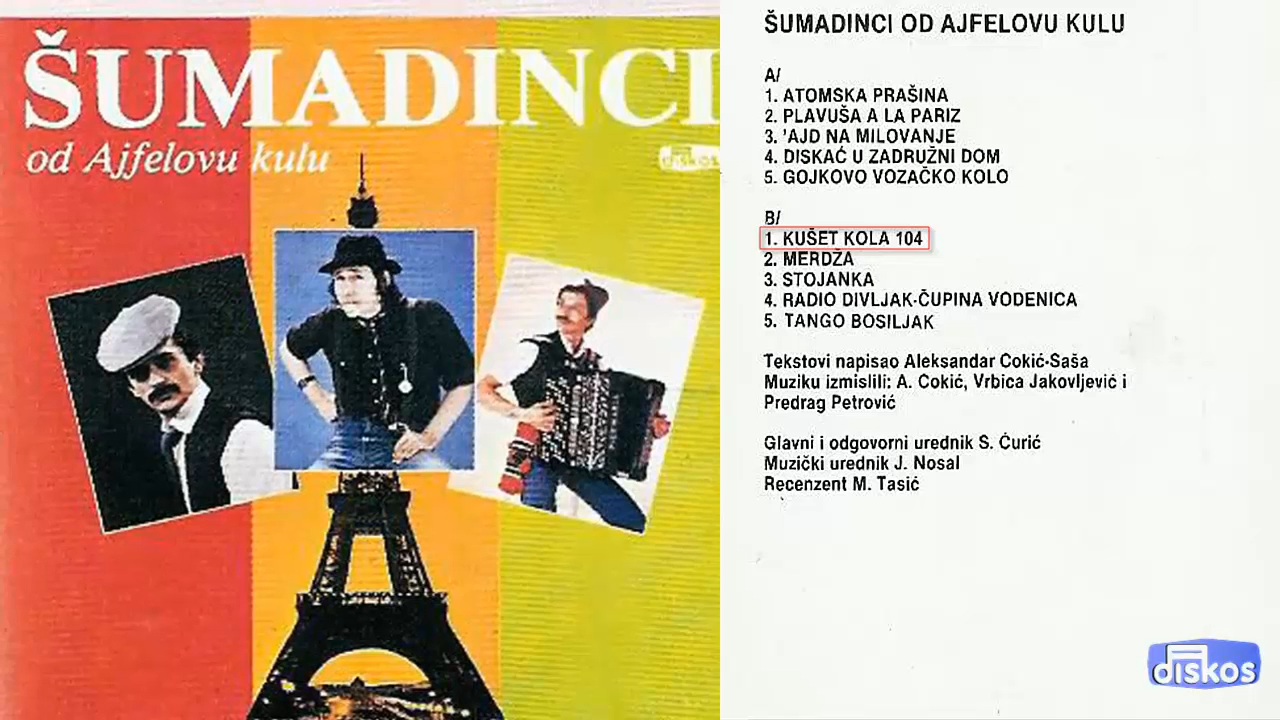 ŠUMADINCI
od Ajfelovu kulu
diskos
ŠUMADINCI OD AJFELOVU KULU
A/
1. ATOMSKA PRAŠINA
2. PLAVUŠA A LA PARIZ
3. 'AJD NA MILOVANJE
4. DISKAĆ U ZADRUŽNI DOM
5. GOJKOVO VOZAČKO KOLO
B/
1. KUŠET KOLA 104
2. MERDŽA
3. STOJANKA
4. RADIO DIVLJAK-ČUPINA VODENICA
5. TANGO BOSILJAK
Tekstovi napisao Aleksandar Cokić-Saša
Muziku izmislili: A. Cokić, Vrbica Jakovljević i
Predrag Petrović
Glavni i odgovorni urednik S. Ćurić
Muzički urednik J. Nosal
Recenzent M. Tasić
diskos